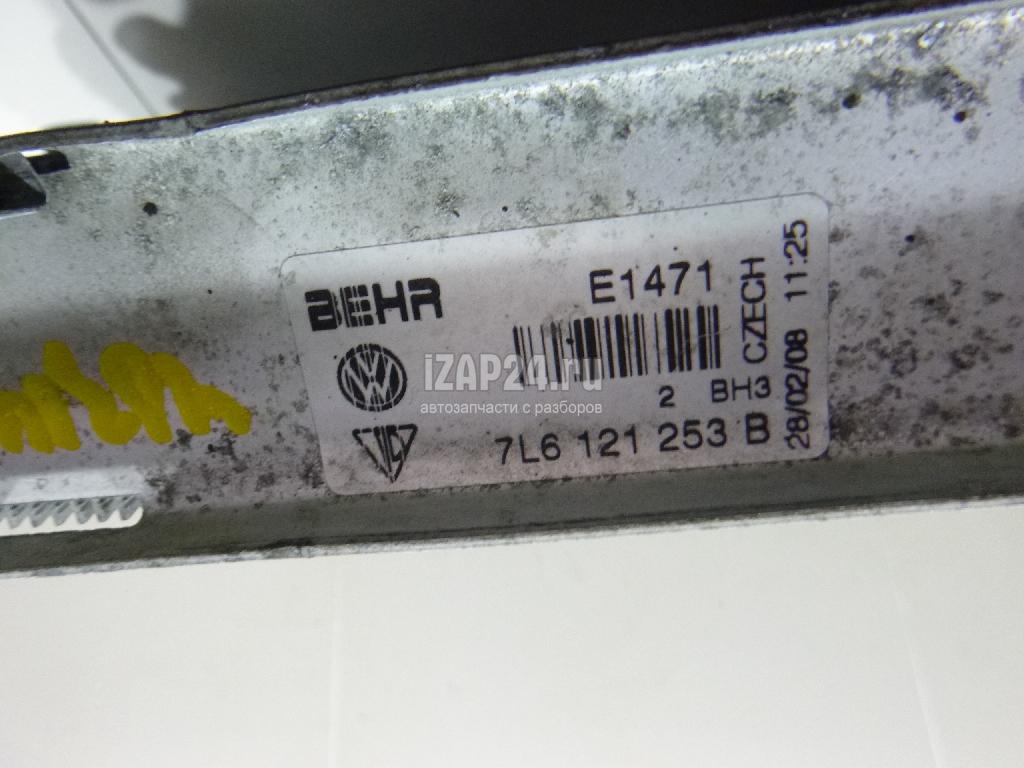 BEHR
E1471
CZECH
28/02/08 11:25
2 BH3
7L6 121 253 B
iZAP24.ru
автозапчасти с разборов